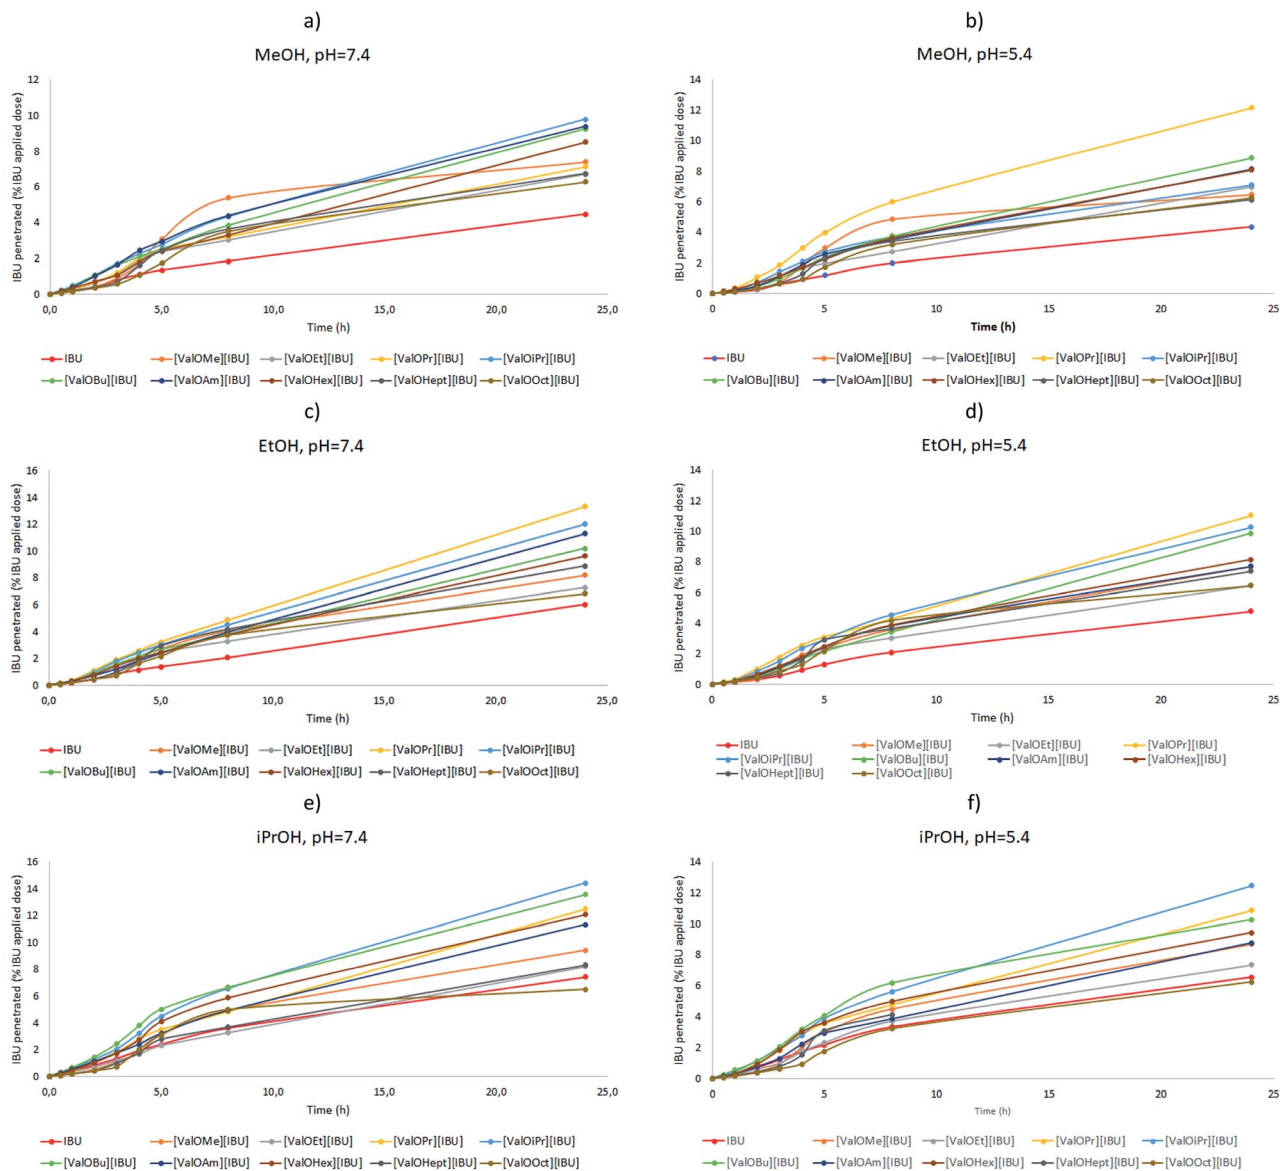 a)
MeOH, pH=7.4
IBU penetrated (% IBU applied dose)
12
10
8
6
4
2
0
0,0 5,0 10,0 15,0 20,0 25,0
Time (h)
IBU [ValOMe][IBU] [ValOEt][IBU] [ValOPr][IBU] [ValOiPr][IBU]
[ValOBu][IBU] [ValOAm][IBU] [ValOHex][IBU] [ValOHept][IBU] [ValOOct][IBU]
b)
MeOH, pH=5.4
IBU penetrated (% IBU applied dose)
14
12
10
8
6
4
2
0
0 5 10 15 20 25
Time (h)
IBU [ValOMe][IBU] [ValOEt][IBU] [ValOPr][IBU] [ValOiPr][IBU]
[ValOBu][IBU] [ValOAm][IBU] [ValOHex][IBU] [ValOHept][IBU] [ValOOct][IBU]
c)
EtOH, pH=7.4
IBU penetrated (% IBU applied dose)
16
14
12
10
8
6
4
2
0
0,0 5,0 10,0 15,0 20,0 25,0
Time (h)
IBU [ValOMe][IBU] [ValOEt][IBU] [ValOPr][IBU] [ValOiPr][IBU]
[ValOBu][IBU] [ValOAm][IBU] [ValOHex][IBU] [ValOHept][IBU] [ValOOct][IBU]
d)
EtOH, pH=5.4
IBU penetrated (% IBU applied dose)
14
12
10
8
6
4
2
0
0 5 10 15 20 25
Time (h)
IBU [ValOMe][IBU] [ValOEt][IBU] [ValOPr][IBU]
[ValOiPr][IBU] [ValOBu][IBU] [ValOAm][IBU] [ValOHex][IBU]
[ValOHept][IBU] [ValOOct][IBU]
e)
iPrOH, pH=7.4
IBU penetrated (% IBU applied dose)
16
14
12
10
8
6
4
2
0
0,0 5,0 10,0 15,0 20,0 25,0
Time (h)
IBU [ValOMe][IBU] [ValOEt][IBU] [ValOPr][IBU] [ValOiPr][IBU]
[ValOBu][IBU] [ValOAm][IBU] [ValOHex][IBU] [ValOHept][IBU] [ValOOct][IBU]
f)
iPrOH, pH=5.4
IBU penetrated (% IBU applied dose)
14
12
10
8
6
4
2
0
0 5 10 15 20 25
Time (h)
IBU [ValOMe][IBU] [ValOEt][IBU] [ValOPr][IBU] [ValOiPr][IBU]
[ValOBu][IBU] [ValOAm][IBU] [ValOHex][IBU] [ValOHept][IBU] [ValOOct][IBU]